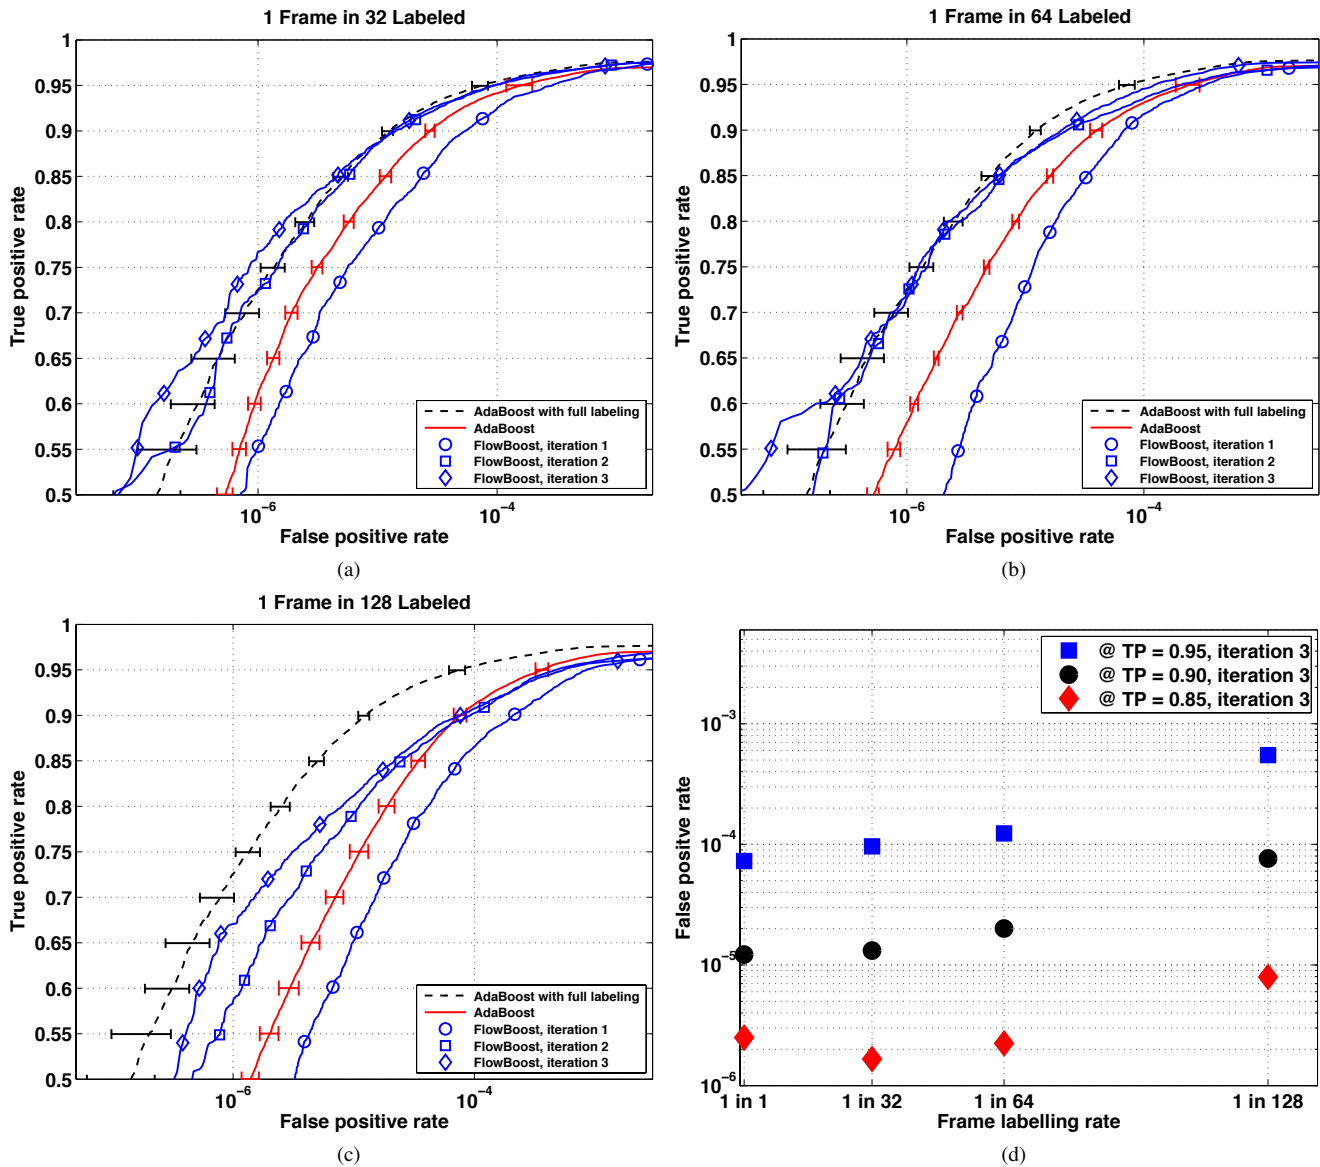 1 Frame in 32 Labeled
1
0.95
0.9
0.85
0.8
0.75
0.7
0.65
0.6
0.55
0.5
True positive rate
AdaBoost with full labeling
AdaBoost
FlowBoost, iteration 1
FlowBoost, iteration 2
FlowBoost, iteration 3
10^-6
10^-4
False positive rate
(a)
1 Frame in 64 Labeled
1
0.95
0.9
0.85
0.8
0.75
0.7
0.65
0.6
0.55
0.5
True positive rate
AdaBoost with full labeling
AdaBoost
FlowBoost, iteration 1
FlowBoost, iteration 2
FlowBoost, iteration 3
10^-6
10^-4
False positive rate
(b)
1 Frame in 128 Labeled
1
0.95
0.9
0.85
0.8
0.75
0.7
0.65
0.6
0.55
0.5
True positive rate
AdaBoost with full labeling
AdaBoost
FlowBoost, iteration 1
FlowBoost, iteration 2
FlowBoost, iteration 3
10^-6
10^-4
False positive rate
(c)
@ TP = 0.95, iteration 3
@ TP = 0.90, iteration 3
@ TP = 0.85, iteration 3
10^-3
10^-4
10^-5
10^-6
False positive rate
1 in 1
1 in 32
1 in 64
1 in 128
Frame labelling rate
(d)